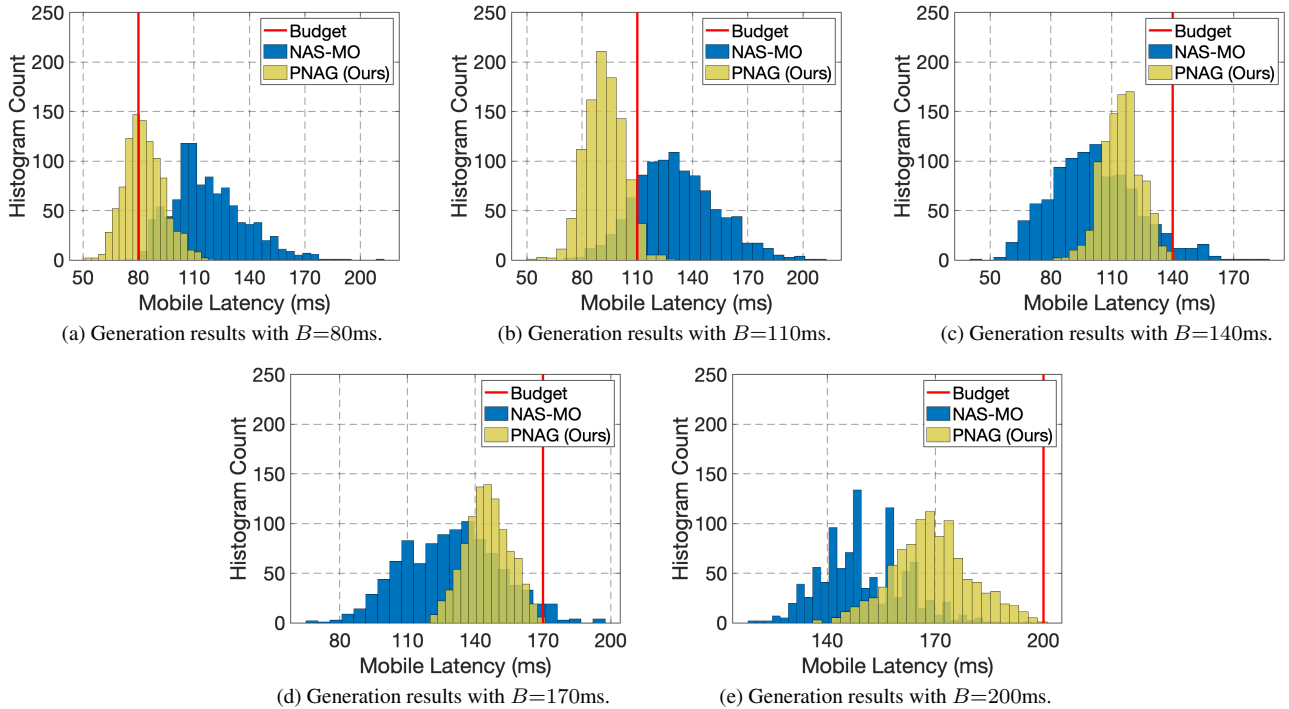 250
200
150
100
50
0
Histogram Count
Budget
NAS-MO
PNAG (Ours)
50 80 110 140 170 200
Mobile Latency (ms)
(a) Generation results with B=80ms.
250
200
150
100
50
0
Histogram Count
Budget
NAS-MO
PNAG (Ours)
50 80 110 140 170 200
Mobile Latency (ms)
(b) Generation results with B=110ms.
250
200
150
100
50
0
Histogram Count
Budget
NAS-MO
PNAG (Ours)
50 80 110 140 170
Mobile Latency (ms)
(c) Generation results with B=140ms.
250
200
150
100
50
0
Histogram Count
Budget
NAS-MO
PNAG (Ours)
80 110 140 170 200
Mobile Latency (ms)
(d) Generation results with B=170ms.
250
200
150
100
50
0
Histogram Count
Budget
NAS-MO
PNAG (Ours)
140 170 200
Mobile Latency (ms)
(e) Generation results with B=200ms.